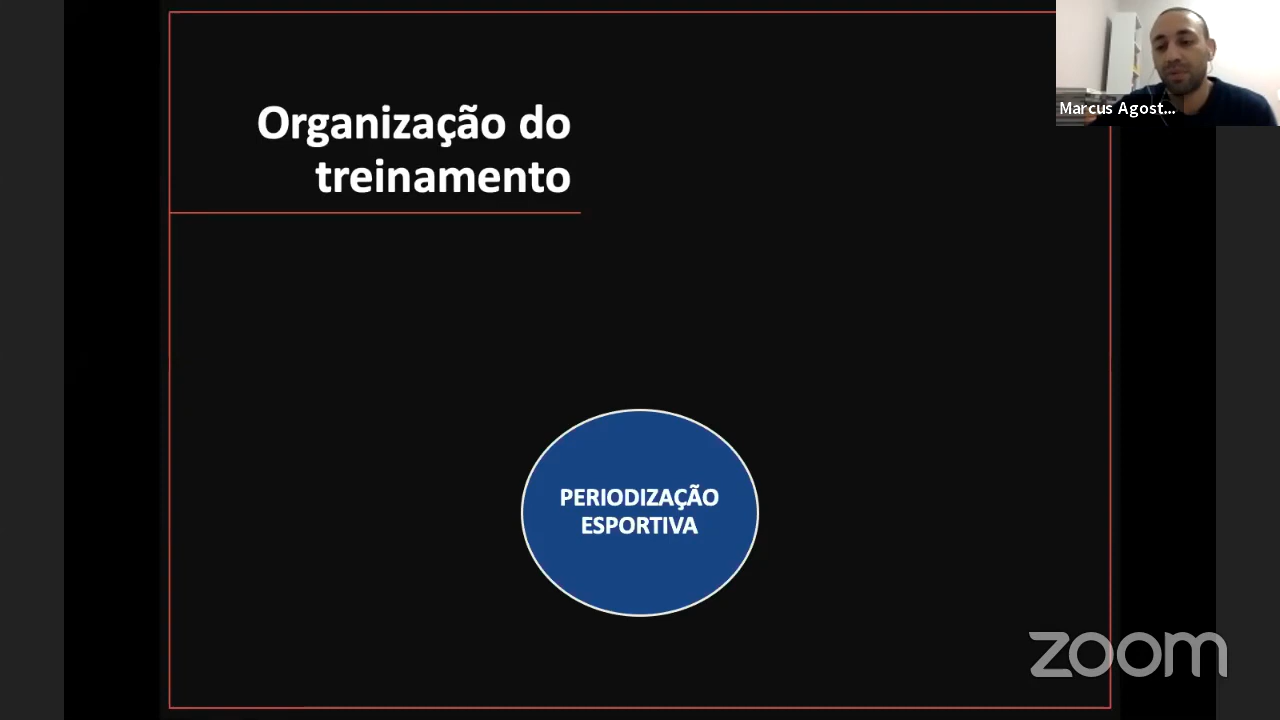 Organização do
treinamento
Marcus Agost...
PERIODIZAÇÃO
ESPORTIVA
zoom